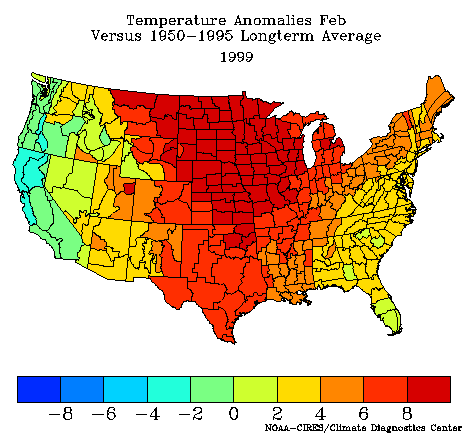 Temperature Anomalies Feb
Versus 1950-1995 Longterm Average
1999
-8 -6 -4 -2 0 2 4 6 8
NOAA-CIRES/Climate Diagnostics Center